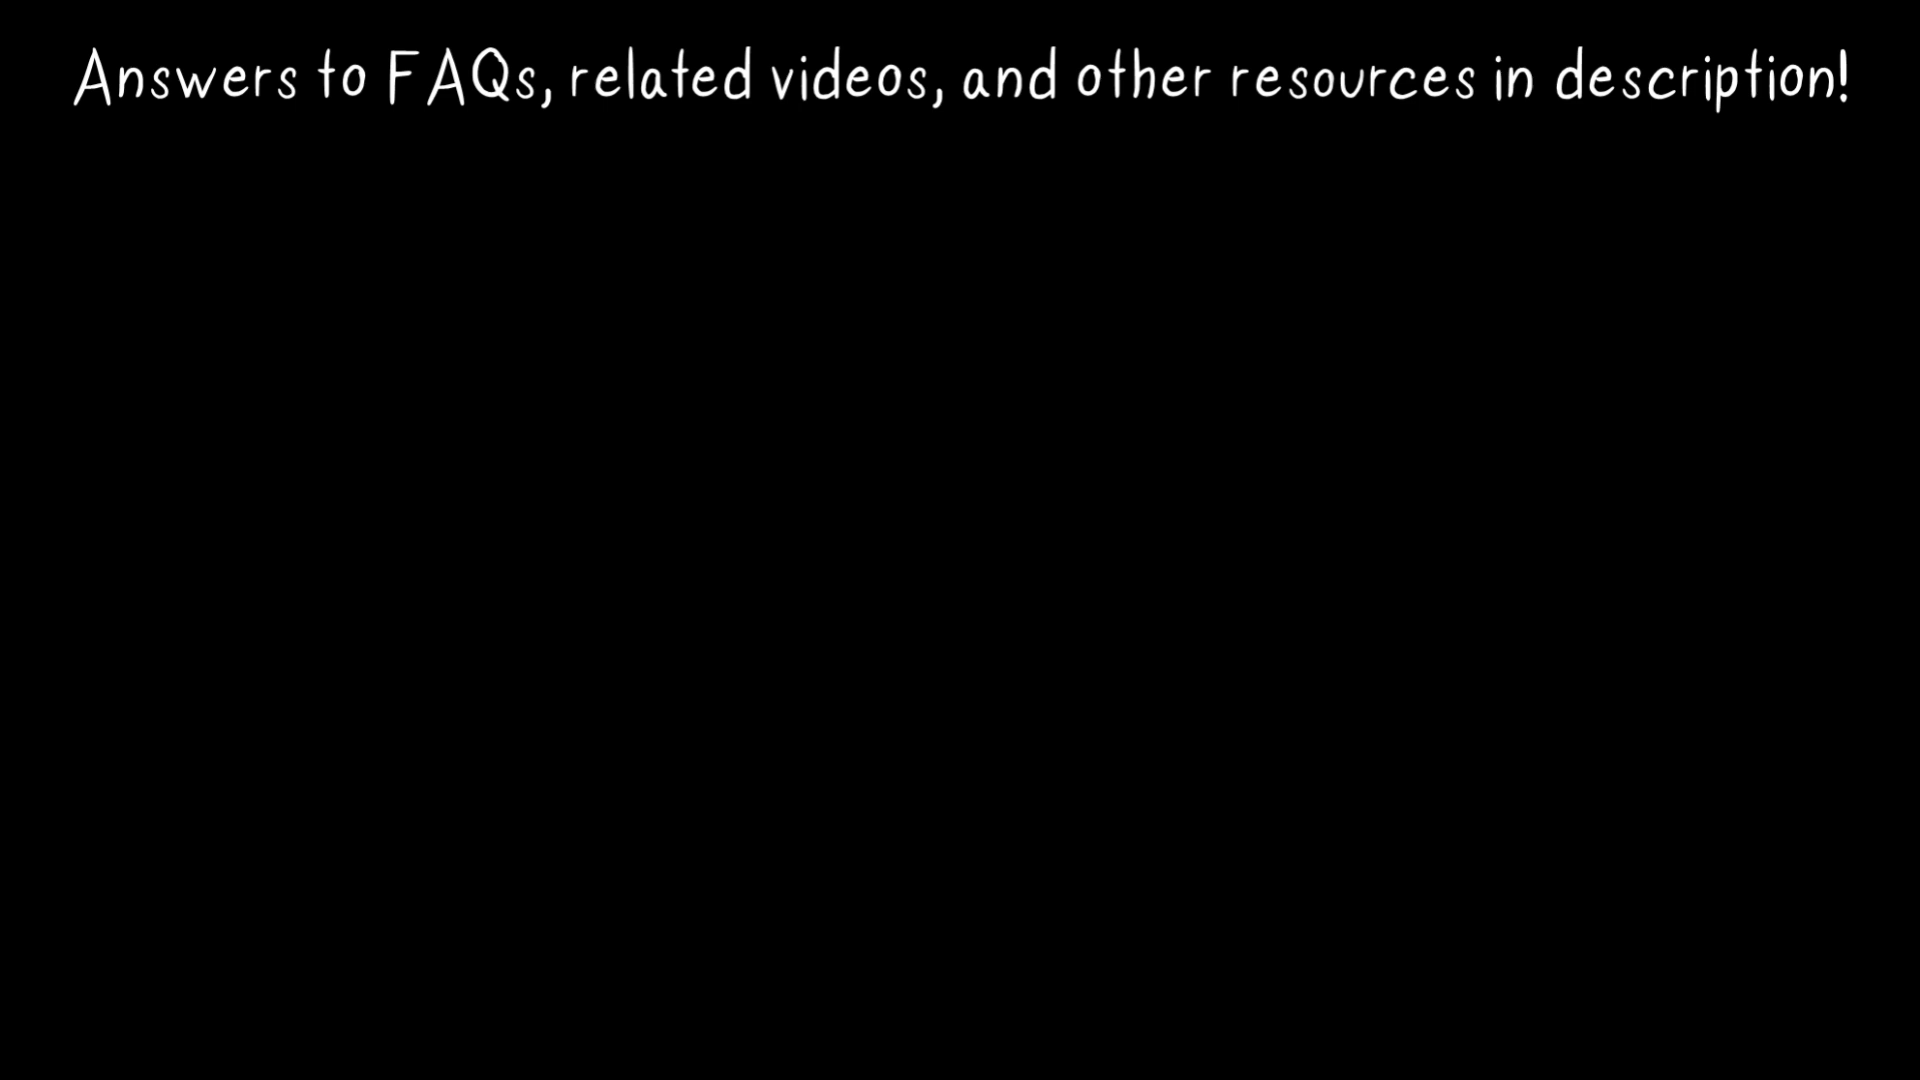 Answers to FAQs, related videos, and other resources in description!